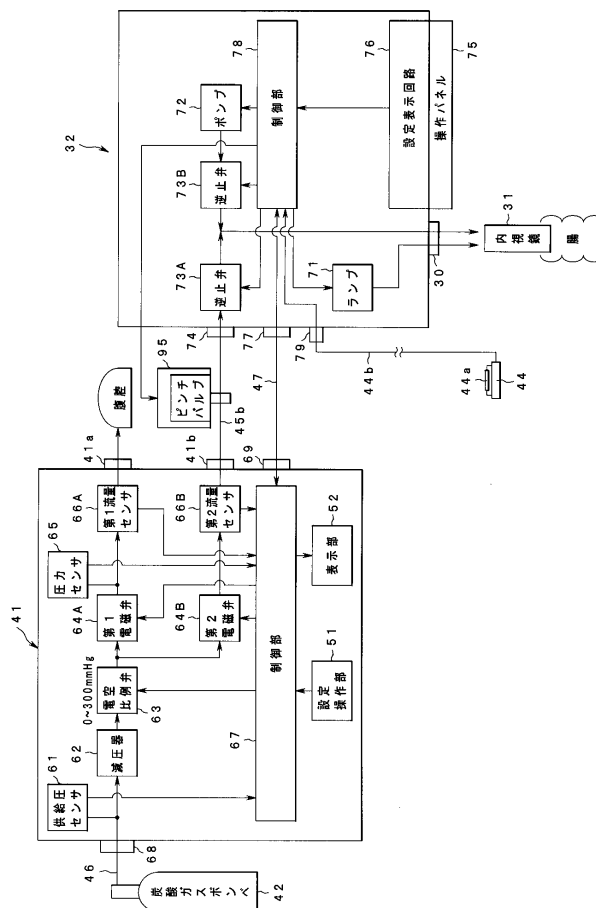 41
供給圧
センサ
61
減圧器
62
0~300mmHg
電空
比例弁
63
第1
電磁弁
64A
圧力
センサ
65
第1流量
センサ
66A
41a
腹腔
第2
電磁弁
64B
第2流量
センサ
66B
41b
45b
ピンチ
バルブ
95
制御部
67
69
47
設定
操作部
51
表示部
52
46
68
炭酸ガスボンベ
42
32
逆止弁
73A
逆止弁
73B
ポンプ
72
74
77
79
制御部
78
ランプ
71
設定表示回路
76
操作パネル
75
30
内視鏡
31
腸
44b
44a
44